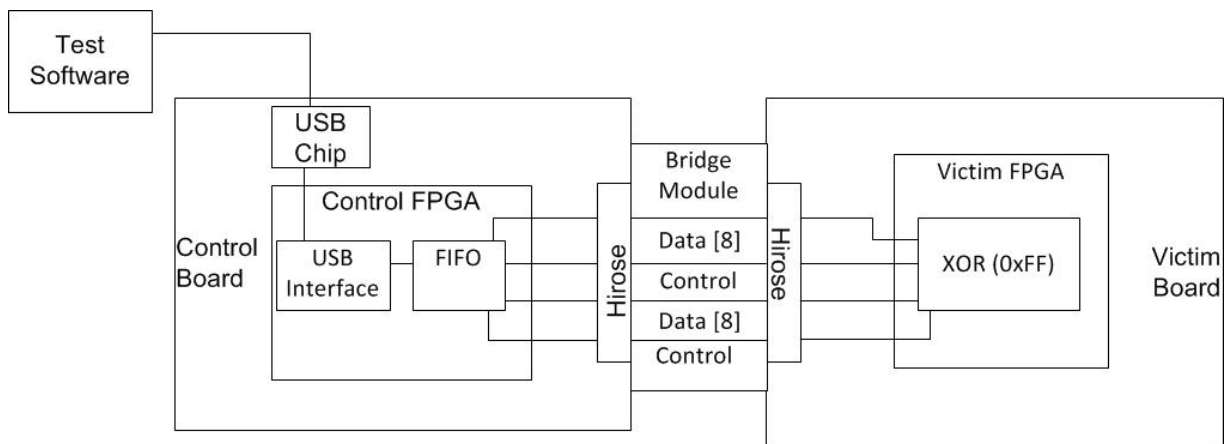 Test
Software
USB
Chip
Control FPGA
Control
Board
USB
Interface
FIFO
Hirose
Bridge
Module
Data [8]
Control
Data [8]
Control
Hirose
Victim FPGA
XOR (0xFF)
Victim
Board